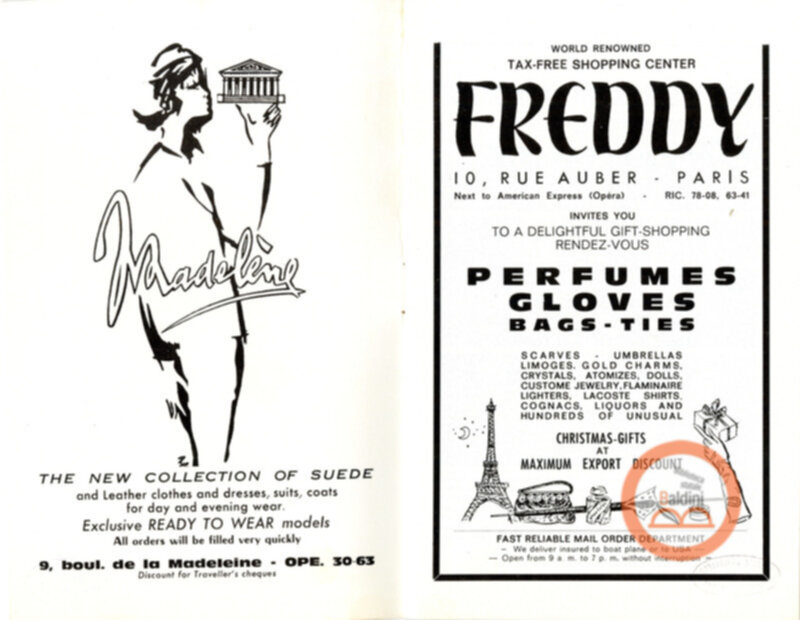 Madelène
THE NEW COLLECTION OF SUEDE
and Leather clothes and dresses, suits, coats
for day and evening wear.
Exclusive READY TO WEAR models
All orders will be filled very quickly
9, boul. de la Madeleine - OPE. 30-63
Discount for Traveller's cheques
WORLD RENOWNED
TAX-FREE SHOPPING CENTER
FREDDY
10, RUE AUBER - PARIS
Next to American Express (Opéra) - RIC. 78-08, 63-41
INVITES YOU
TO A DELIGHTFUL GIFT-SHOPPING
RENDEZ-VOUS
PERFUMES
GLOVES
BAGS-TIES
SCARVES - UMBRELLAS
LIMOGES, GOLD CHARMS,
CRYSTALS, ATOMIZES, DOLLS,
CUSTOME JEWELRY, FLAMINAIRE
LIGHTERS, LACOSTE SHIRTS,
COGNACS, LIQUORS AND
HUNDREDS OF UNUSUAL
CHRISTMAS-GIFTS
AT
MAXIMUM EXPORT DISCOUNT
Biblioteca
statale
Baldini
FAST RELIABLE MAIL ORDER DEPARTMENT
— We deliver insured to boat plane or to USA —
— Open from 9 a. m. to 7 p. m. without interruption —